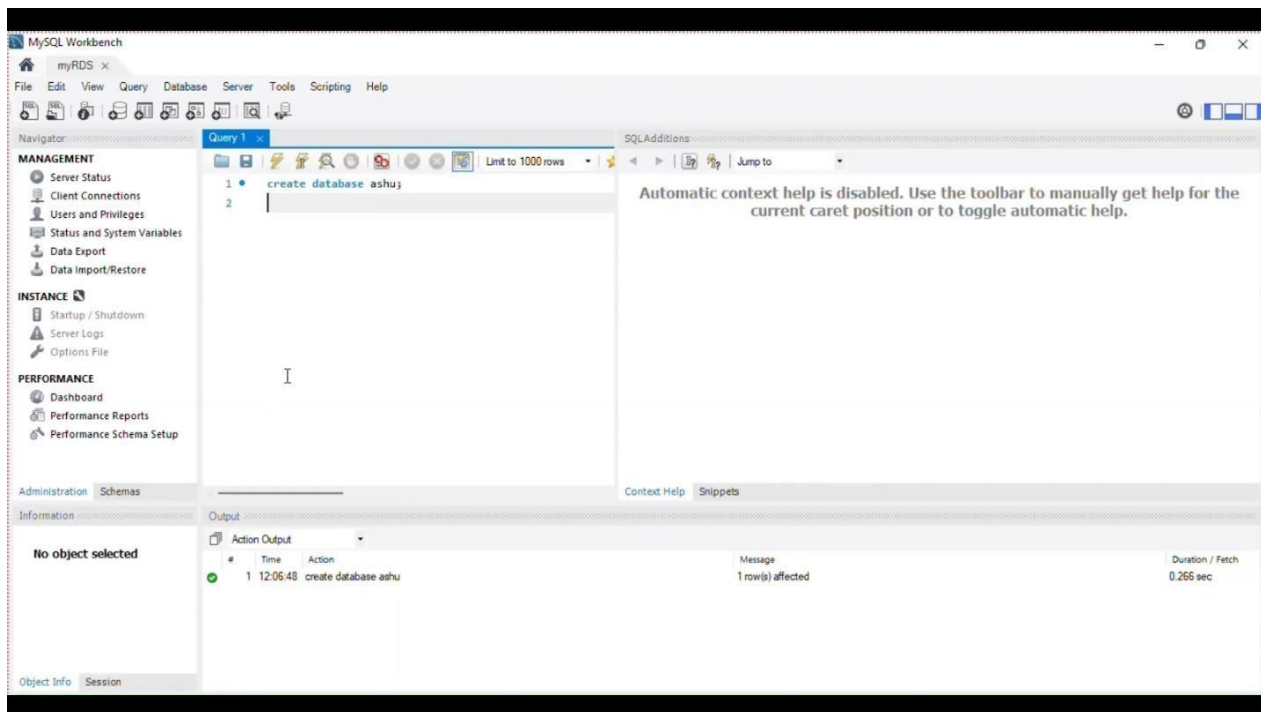 MySQL Workbench
myRDS
File Edit View Query Database Server Tools Scripting Help
Navigator
MANAGEMENT
Server Status
Client Connections
Users and Privileges
Status and System Variables
Data Export
Data Import/Restore
INSTANCE
Startup / Shutdown
Server Logs
Options File
PERFORMANCE
Dashboard
Performance Reports
Performance Schema Setup
Administration Schemas
Query 1
Limit to 1000 rows
1 create database ashu;
2
SQLAdditions
Jump to
Automatic context help is disabled. Use the toolbar to manually get help for the
current caret position or to toggle automatic help.
Context Help Snippets
Information
No object selected
Object Info Session
Output
Action Output
# Time Action Message Duration / Fetch
1 12:06:48 create database ashu 1 row(s) affected 0.266 sec